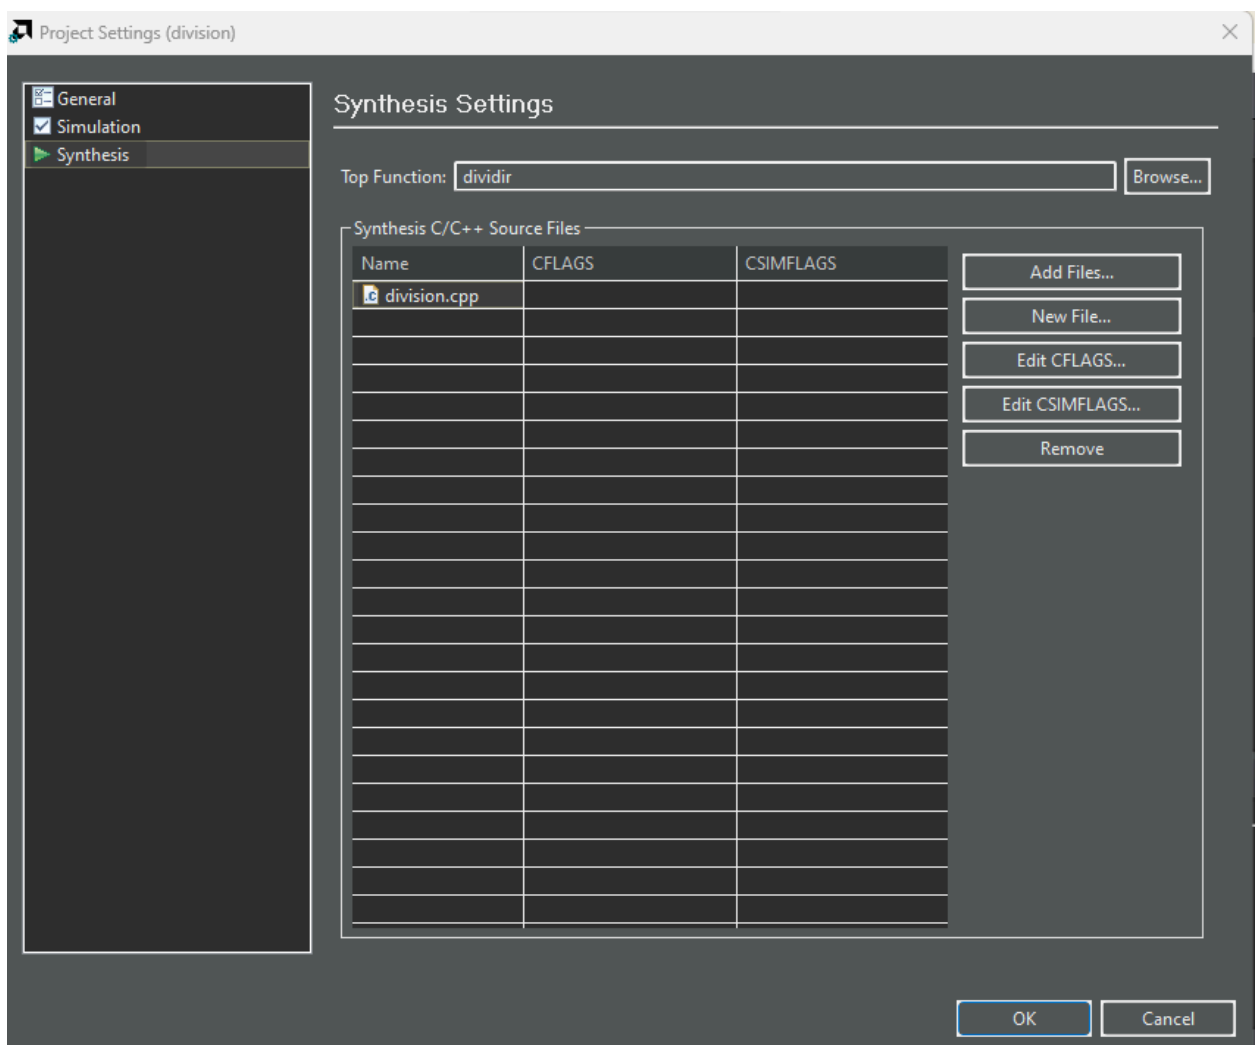 Project Settings (division)
General
Simulation
Synthesis
Synthesis Settings
Top Function: dividir Browse...
Synthesis C/C++ Source Files
Name CFLAGS CSIMFLAGS
division.cpp
Add Files...
New File...
Edit CFLAGS...
Edit CSIMFLAGS...
Remove
OK Cancel